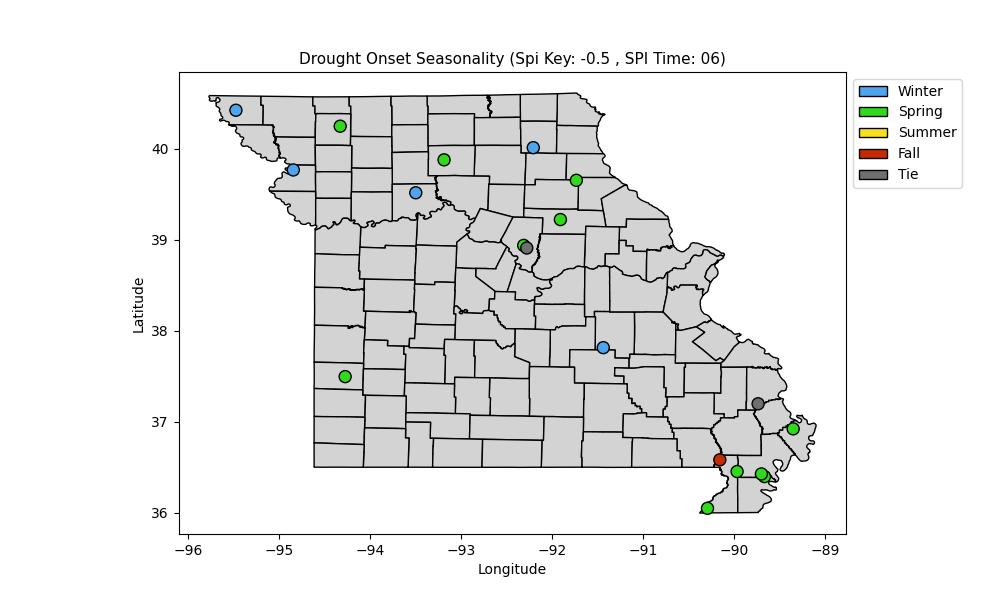 Drought Onset Seasonality (Spi Key: -0.5 , SPI Time: 06)
Winter
Spring
Summer
Fall
Tie
40
39
38
37
36
Latitude
−96 −95 −94 −93 −92 −91 −90 −89
Longitude